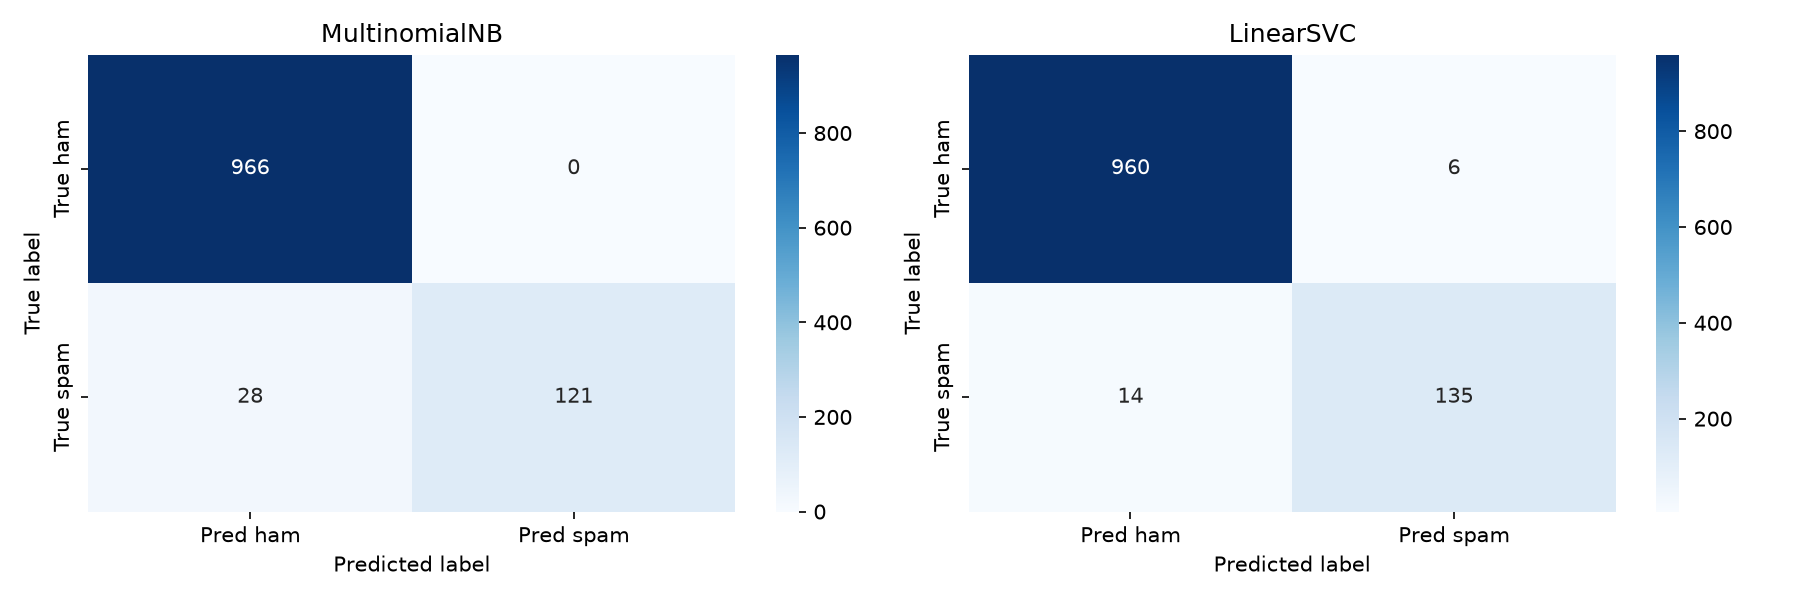 MultinomialNB
True label
True ham
True spam
966
0
28
121
Pred ham
Pred spam
Predicted label
800
600
400
200
0
LinearSVC
True label
True ham
True spam
960
6
14
135
Pred ham
Pred spam
Predicted label
800
600
400
200